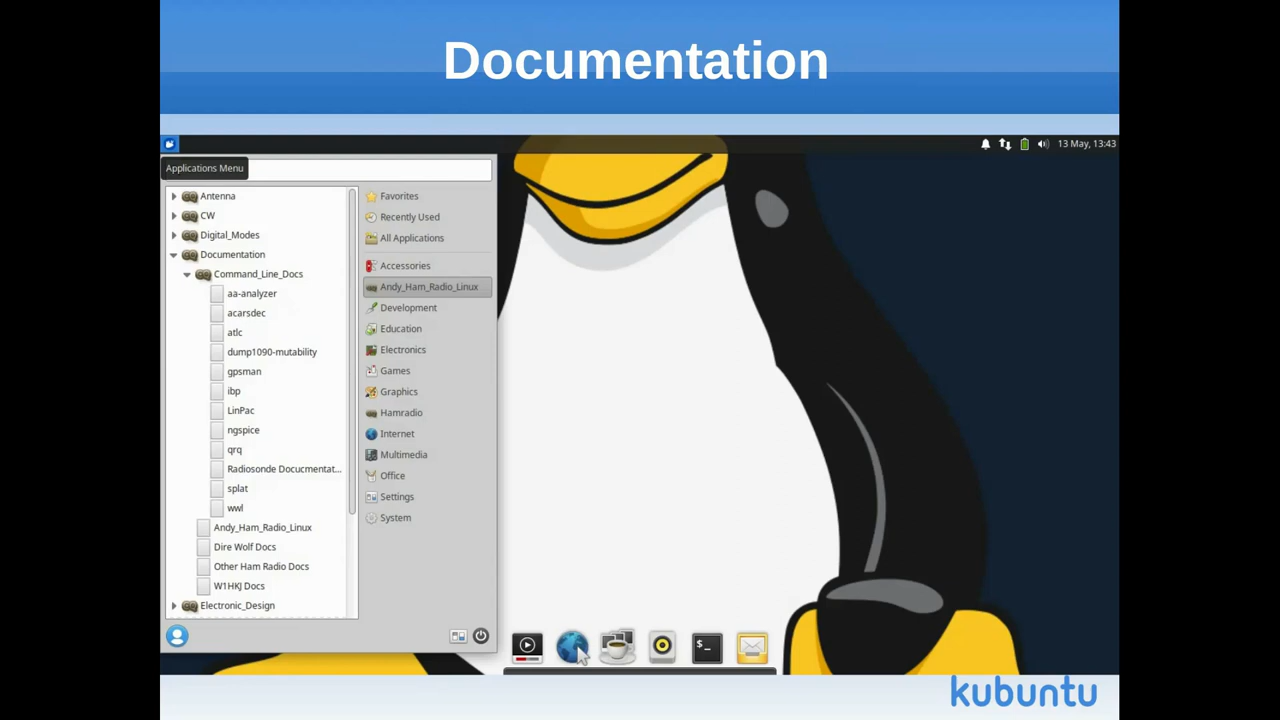 Documentation
13 May, 13:43
Applications Menu
Antenna
CW
Digital_Modes
Documentation
Command_Line_Docs
aa-analyzer
acarsdec
atlc
dump1090-mutability
gpsman
ibp
LinPac
ngspice
qrq
Radiosonde Docucmentat...
splat
wwl
Andy_Ham_Radio_Linux
Dire Wolf Docs
Other Ham Radio Docs
W1HKJ Docs
Electronic_Design
Favorites
Recently Used
All Applications
Accessories
Andy_Ham_Radio_Linux
Development
Education
Electronics
Games
Graphics
Hamradio
Internet
Multimedia
Office
Settings
System
$_
kubuntu